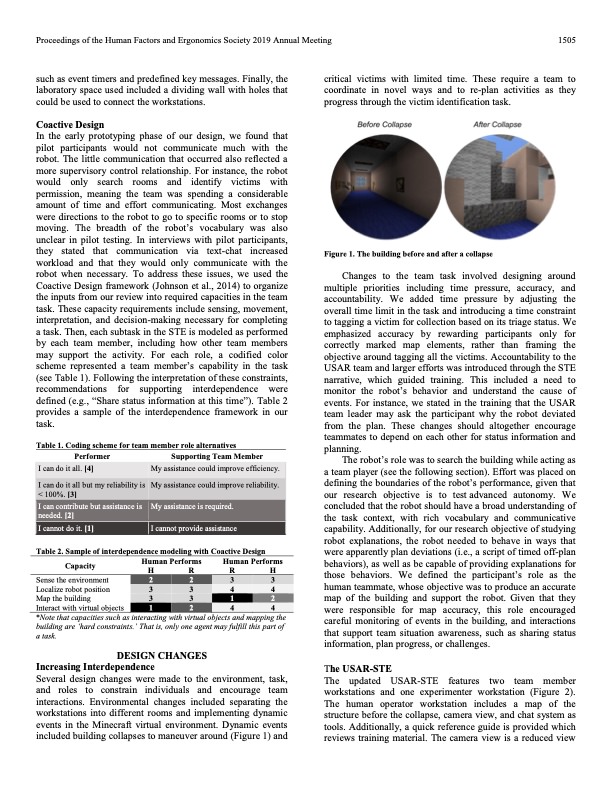 Proceedings of the Human Factors and Ergonomics Society 2019 Annual Meeting
1505
such as event timers and predefined key messages. Finally, the
laboratory space used included a dividing wall with holes that
could be used to connect the workstations.
Coactive Design
In the early prototyping phase of our design, we found that
pilot participants would not communicate much with the
robot. The little communication that occurred also reflected a
more supervisory control relationship. For instance, the robot
would only search rooms and identify victims with
permission, meaning the team was spending a considerable
amount of time and effort communicating. Most exchanges
were directions to the robot to go to specific rooms or to stop
moving. The breadth of the robot's vocabulary was also
unclear in pilot testing. In interviews with pilot participants,
they stated that communication via text-chat increased
workload and that they would only communicate with the
robot when necessary. To address these issues, we used the
Coactive Design framework (Johnson et al., 2014) to organize
the inputs from our review into required capacities in the team
task. These capacity requirements include sensing, movement,
interpretation, and decision-making necessary for completing
a task. Then, each subtask in the STE is modeled as performed
by each team member, including how other team members
may support the activity. For each role, a codified color
scheme represented a team member's capability in the task
(see Table 1). Following the interpretation of these constraints,
recommendations for supporting interdependence were
defined (e.g., "Share status information at this time"). Table 2
provides a sample of the interdependence framework in our
task.
Table 1. Coding scheme for team member role alternatives
Performer Supporting Team Member
I can do it all. [4] My assistance could improve efficiency.
I can do it all but my reliability is My assistance could improve reliability.
< 100%. [3]
I can contribute but assistance is My assistance is required.
needed. [2]
I cannot do it. [1] I cannot provide assistance
Table 2. Sample of interdependence modeling with Coactive Design
Capacity Human Performs Human Performs
H R R H
Sense the environment 2 2 3 3
Localize robot position 3 3 4 4
Map the building 3 3 1 2
Interact with virtual objects 1 2 4 4
*Note that capacities such as interacting with virtual objects and mapping the
building are 'hard constraints.' That is, only one agent may fulfill this part of
a task.
DESIGN CHANGES
Increasing Interdependence
Several design changes were made to the environment, task,
and roles to constrain individuals and encourage team
interactions. Environmental changes included separating the
workstations into different rooms and implementing dynamic
events in the Minecraft virtual environment. Dynamic events
included building collapses to maneuver around (Figure 1) and
critical victims with limited time. These require a team to
coordinate in novel ways and to re-plan activities as they
progress through the victim identification task.
Before Collapse After Collapse
Figure 1. The building before and after a collapse
Changes to the team task involved designing around
multiple priorities including time pressure, accuracy, and
accountability. We added time pressure by adjusting the
overall time limit in the task and introducing a time constraint
to tagging a victim for collection based on its triage status. We
emphasized accuracy by rewarding participants only for
correctly marked map elements, rather than framing the
objective around tagging all the victims. Accountability to the
USAR team and larger efforts was introduced through the STE
narrative, which guided training. This included a need to
monitor the robot's behavior and understand the cause of
events. For instance, we stated in the training that the USAR
team leader may ask the participant why the robot deviated
from the plan. These changes should altogether encourage
teammates to depend on each other for status information and
planning.
The robot's role was to search the building while acting as
a team player (see the following section). Effort was placed on
defining the boundaries of the robot's performance, given that
our research objective is to test advanced autonomy. We
concluded that the robot should have a broad understanding of
the task context, with rich vocabulary and communicative
capability. Additionally, for our research objective of studying
robot explanations, the robot needed to behave in ways that
were apparently plan deviations (i.e., a script of timed off-plan
behaviors), as well as be capable of providing explanations for
those behaviors. We defined the participant's role as the
human teammate, whose objective was to produce an accurate
map of the building and support the robot. Given that they
were responsible for map accuracy, this role encouraged
careful monitoring of events in the building, and interactions
that support team situation awareness, such as sharing status
information, plan progress, or challenges.
The USAR-STE
The updated USAR-STE features two team member
workstations and one experimenter workstation (Figure 2).
The human operator workstation includes a map of the
structure before the collapse, camera view, and chat system as
tools. Additionally, a quick reference guide is provided which
reviews training material. The camera view is a reduced view